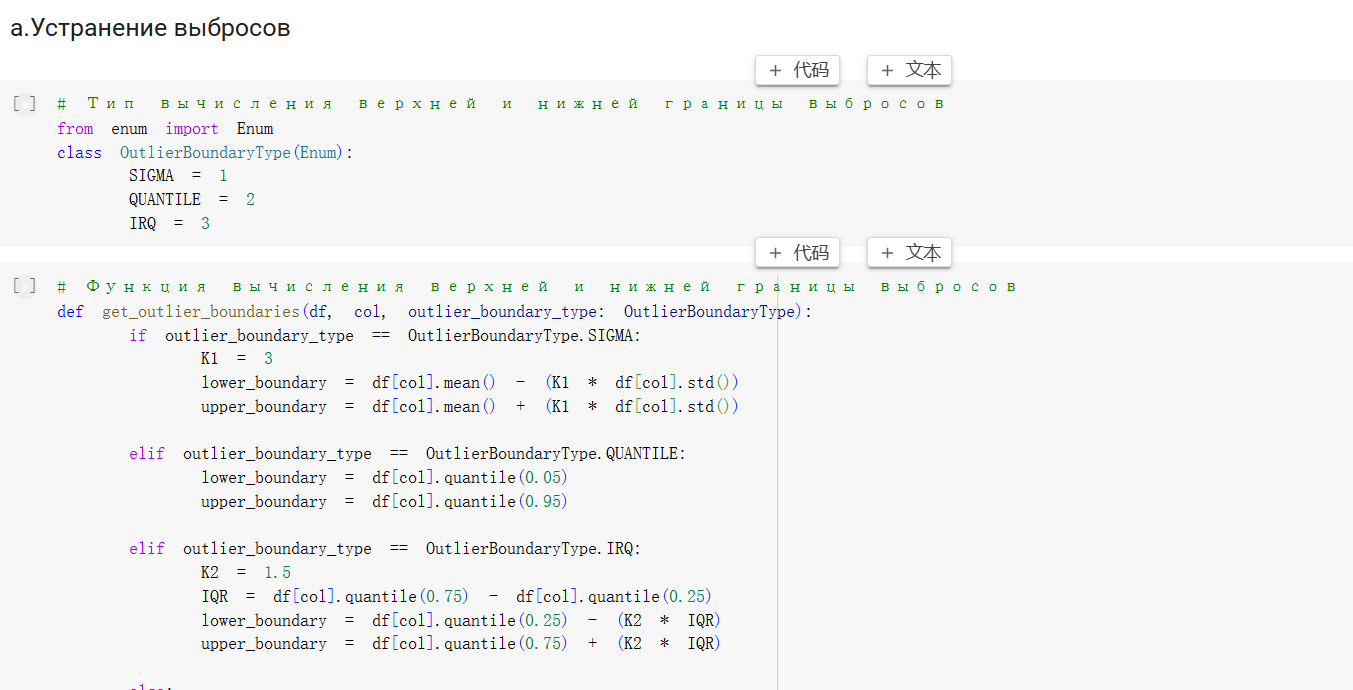 a.Устранение выбросов
+ 代码 + 文本
[ ] # Тип вычисления верхней и нижней границы выбросов
from enum import Enum
class OutlierBoundaryType(Enum):
SIGMA = 1
QUANTILE = 2
IRQ = 3
+ 代码 + 文本
[ ] # Функция вычисления верхней и нижней границы выбросов
def get_outlier_boundaries(df, col, outlier_boundary_type: OutlierBoundaryType):
if outlier_boundary_type == OutlierBoundaryType.SIGMA:
K1 = 3
lower_boundary = df[col].mean() - (K1 * df[col].std())
upper_boundary = df[col].mean() + (K1 * df[col].std())
elif outlier_boundary_type == OutlierBoundaryType.QUANTILE:
lower_boundary = df[col].quantile(0.05)
upper_boundary = df[col].quantile(0.95)
elif outlier_boundary_type == OutlierBoundaryType.IRQ:
K2 = 1.5
IQR = df[col].quantile(0.75) - df[col].quantile(0.25)
lower_boundary = df[col].quantile(0.25) - (K2 * IQR)
upper_boundary = df[col].quantile(0.75) + (K2 * IQR)